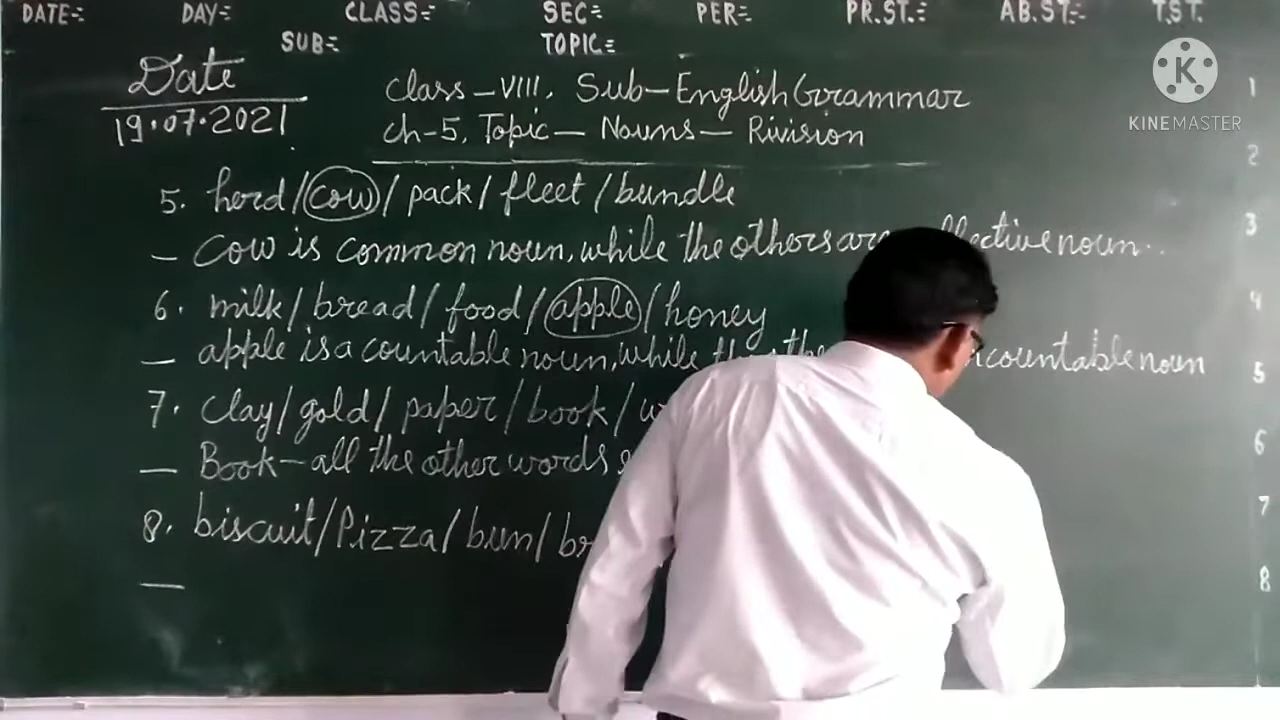 DATE:- DAY:- CLASS:- SEC:- PER:- PR.ST.:- AB.ST:- T.ST.
SUB:- TOPIC:-
Date
19.07.2021
Class-VIII, Sub-English Grammar
Ch-5, Topic- Nouns- Rivision
5. herd/cow/pack/fleet/bundle
- Cow is common noun, while the others are noun.
6. milk/bread/food/apple/honey
- apple is a countable noun, while noun
7. clay/gold/paper/book/
- Book-all the other words
8. biscuit/Pizza/bun/
-
KINEMASTER
1
2
3
4
5
6
7
8